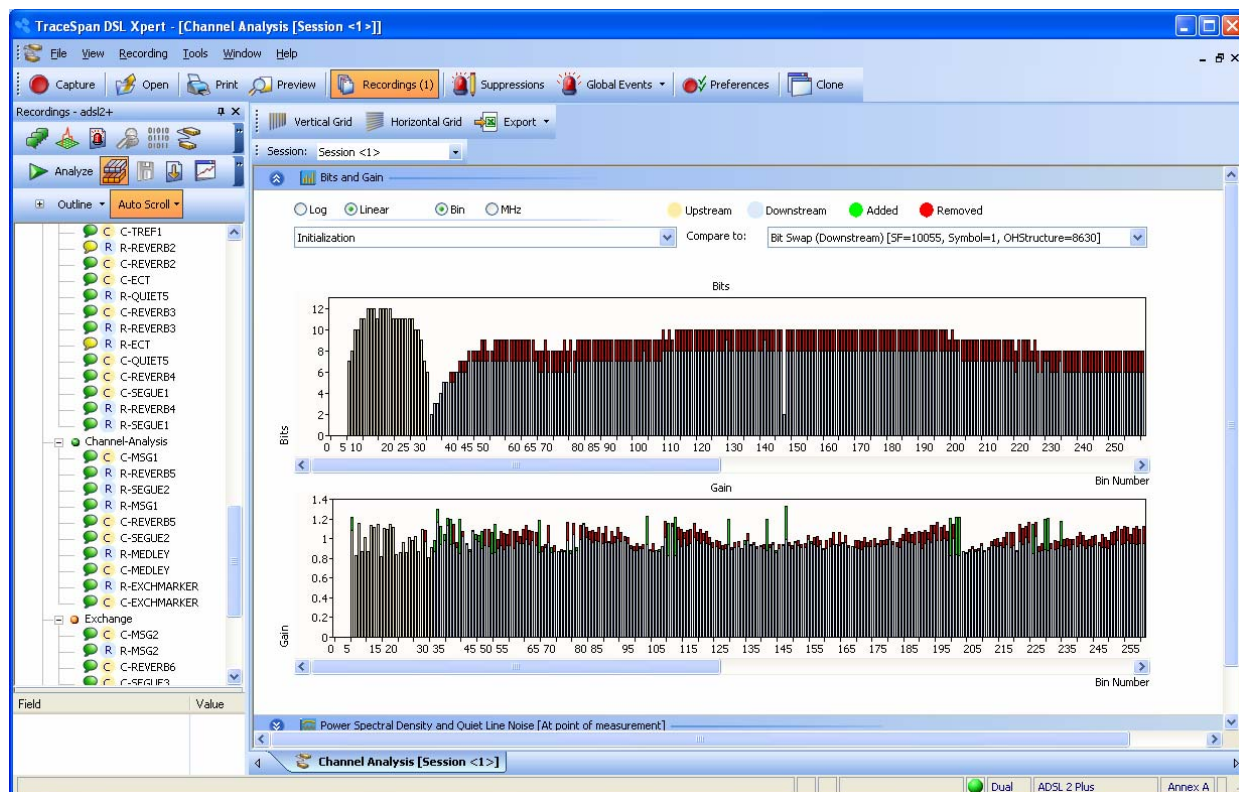 TraceSpan DSL Xpert - [Channel Analysis [Session <1>]]
File View Recording Tools Window Help
Capture Open Print Preview Recordings (1) Suppressions Global Events Preferences Clone
Recordings - adsl2+
Vertical Grid Horizontal Grid Export
Session: Session <1>
Analyze
Outline Auto Scroll
C C-TREF1
R R-REVERB2
C C-REVERB2
C C-ECT
R R-QUIET5
C C-REVERB3
R R-REVERB3
R R-ECT
C C-QUIET5
C C-REVERB4
C C-SEGUE1
R R-REVERB4
R R-SEGUE1
Channel-Analysis
C C-MSG1
R R-REVERB5
R R-SEGUE2
R R-MSG1
C C-REVERB5
C C-SEGUE2
R R-MEDLEY
C C-MEDLEY
R R-EXCHMARKER
C C-EXCHMARKER
Exchange
C C-MSG2
R R-MSG2
C C-REVERB6
C C-SEGUE3
Field Value
Bits and Gain
Log Linear Bin MHz Upstream Downstream Added Removed
Initialization Compare to: Bit Swap (Downstream) [SF=10055, Symbol=1, OHStructure=8630]
Bits
12
10
8
6
4
2
0
Bits
0 5 10 20 25 30 40 45 50 60 65 70 80 85 90 100 110 120 130 140 150 160 170 180 190 200 210 220 230 240 250
Bin Number
Gain
1.4
1.2
1
0.8
0.6
0.4
0.2
0
Gain
0 5 15 20 30 35 45 50 55 65 70 80 85 95 105 115 125 135 145 155 165 175 185 195 205 215 225 235 245 255
Bin Number
Power Spectral Density and Quiet Line Noise [At point of measurement]
Channel Analysis [Session <1>]
Dual ADSL 2 Plus Annex A